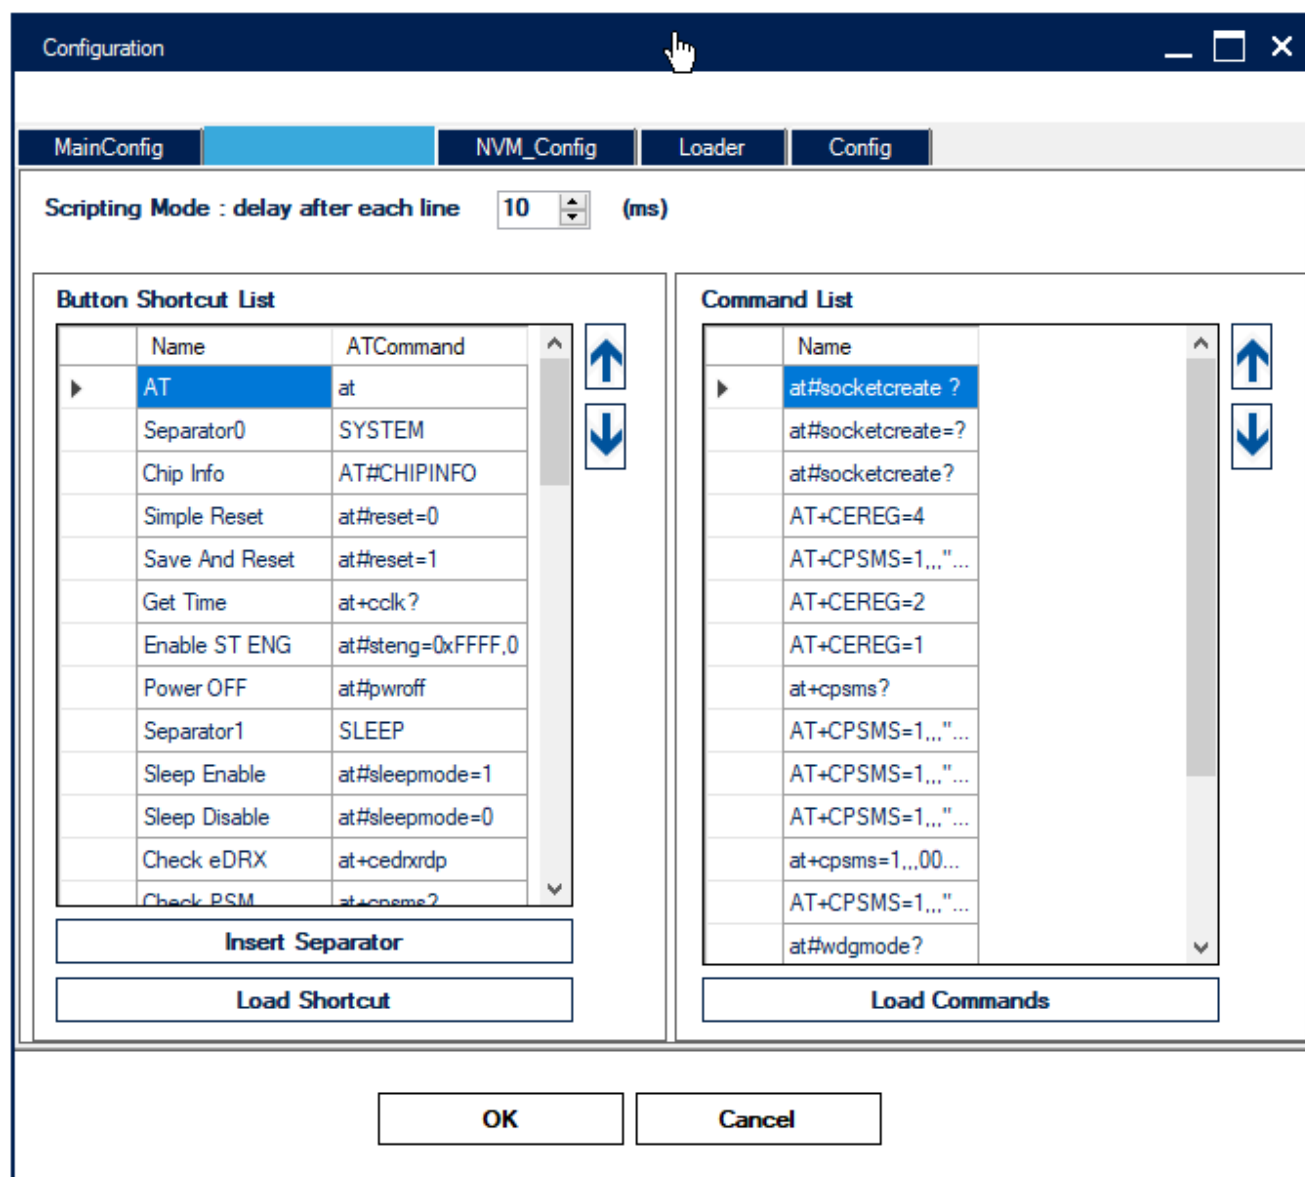 Configuration
MainConfig NVM_Config Loader Config
Scripting Mode : delay after each line 10 (ms)
Button Shortcut List
Name ATCommand
AT at
Separator0 SYSTEM
Chip Info AT#CHIPINFO
Simple Reset at#reset=0
Save And Reset at#reset=1
Get Time at+cclk?
Enable ST ENG at#steng=0xFFFF,0
Power OFF at#pwroff
Separator1 SLEEP
Sleep Enable at#sleepmode=1
Sleep Disable at#sleepmode=0
Check eDRX at+cedrxrdp
Check PSM at+cpsms?
Insert Separator
Load Shortcut
Command List
Name
at#socketcreate ?
at#socketcreate=?
at#socketcreate?
AT+CEREG=4
AT+CPSMS=1,,,"...
AT+CEREG=2
AT+CEREG=1
at+cpsms?
AT+CPSMS=1,,,"...
AT+CPSMS=1,,,"...
AT+CPSMS=1,,,"...
at+cpsms=1,,,00...
AT+CPSMS=1,,,"...
at#wdgmode?
Load Commands
OK Cancel